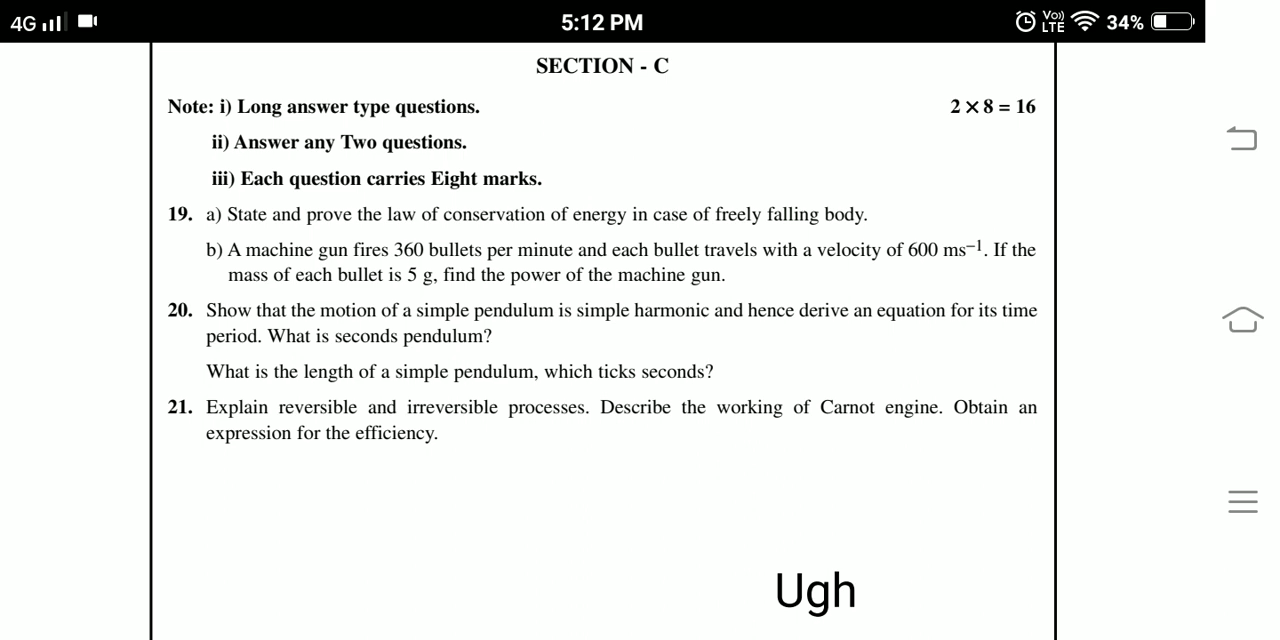 4G 5:12 PM Vo)) LTE 34%
SECTION - C
Note: i) Long answer type questions. 2 × 8 = 16
ii) Answer any Two questions.
iii) Each question carries Eight marks.
19. a) State and prove the law of conservation of energy in case of freely falling body.
b) A machine gun fires 360 bullets per minute and each bullet travels with a velocity of 600 ms⁻¹. If the
mass of each bullet is 5 g, find the power of the machine gun.
20. Show that the motion of a simple pendulum is simple harmonic and hence derive an equation for its time
period. What is seconds pendulum?
What is the length of a simple pendulum, which ticks seconds?
21. Explain reversible and irreversible processes. Describe the working of Carnot engine. Obtain an
expression for the efficiency.
Ugh